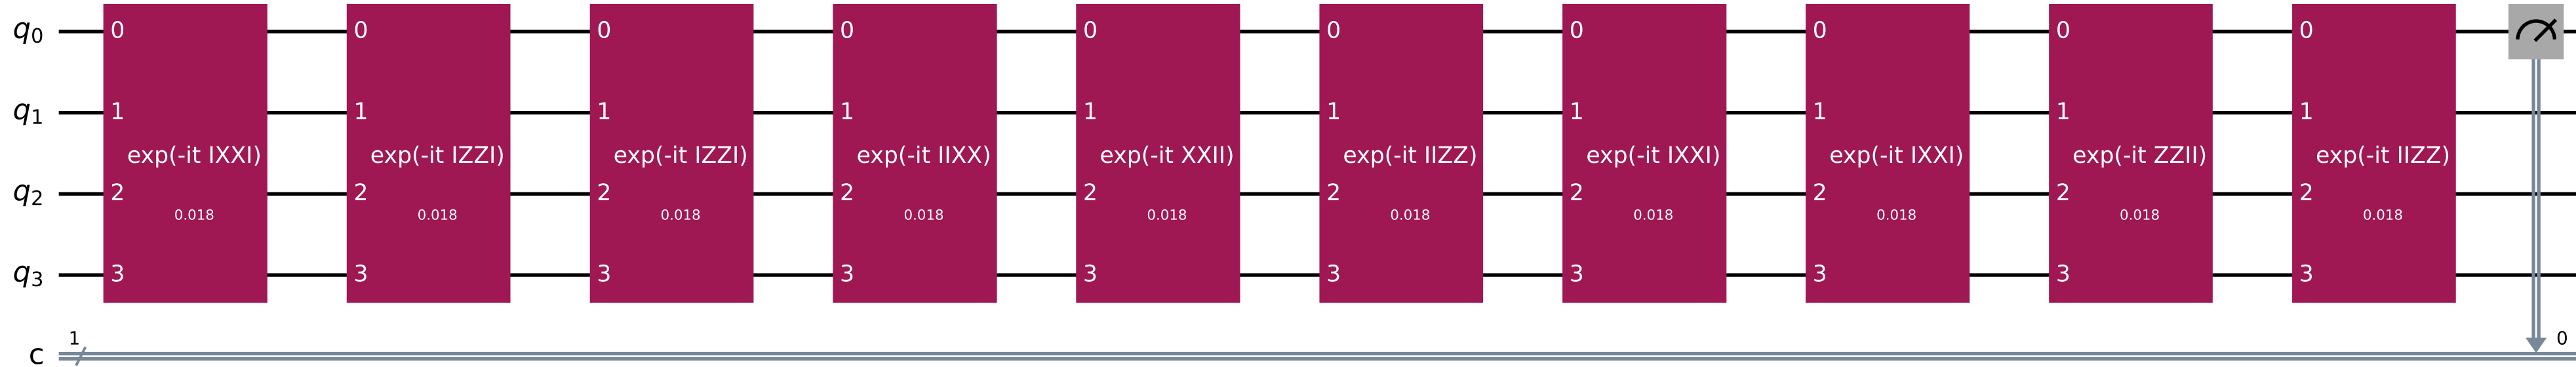 q0 0 0 0 0 0 0 0 0 0 0
q1 1 1 1 1 1 1 1 1 1 1
exp(-it IXXI) exp(-it IZZI) exp(-it IZZI) exp(-it IIXX) exp(-it XXII) exp(-it IIZZ) exp(-it IXXI) exp(-it IXXI) exp(-it ZZII) exp(-it IIZZ)
q2 2 2 2 2 2 2 2 2 2 2
0.018 0.018 0.018 0.018 0.018 0.018 0.018 0.018 0.018 0.018
q3 3 3 3 3 3 3 3 3 3 3
1 0
c